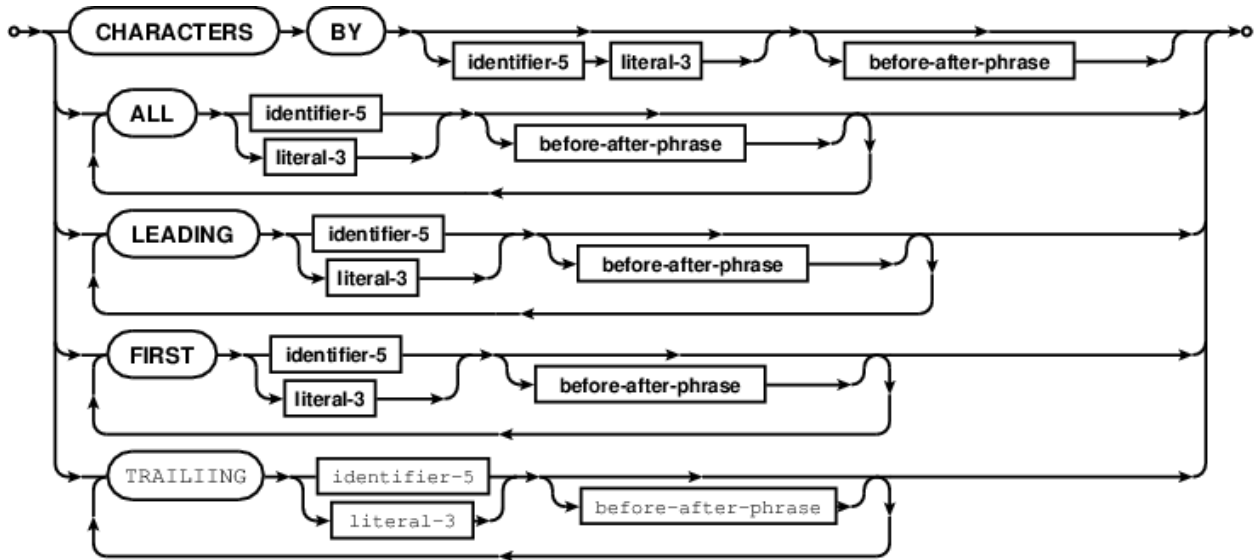 CHARACTERS BY
identifier-5 literal-3 before-after-phrase
ALL identifier-5
literal-3 before-after-phrase
LEADING identifier-5
literal-3 before-after-phrase
FIRST identifier-5
literal-3 before-after-phrase
TRAILIING identifier-5
literal-3 before-after-phrase